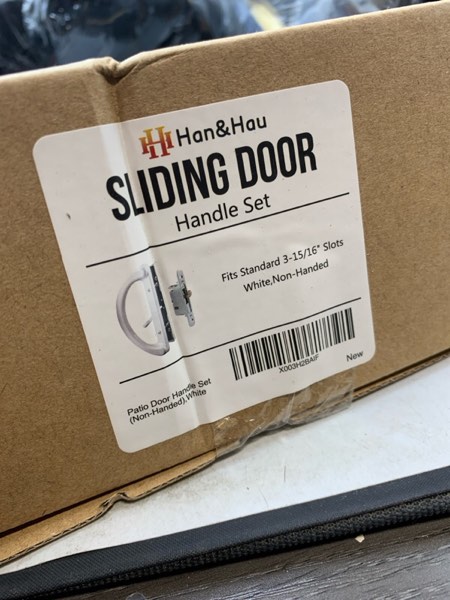 Han&Hau
SLIDING DOOR
Handle Set
Fits Standard 3-15/16" Slots
White,Non-Handed
Patio Door Handle Set
(Non-Handed),White
X003H2BAIF
New